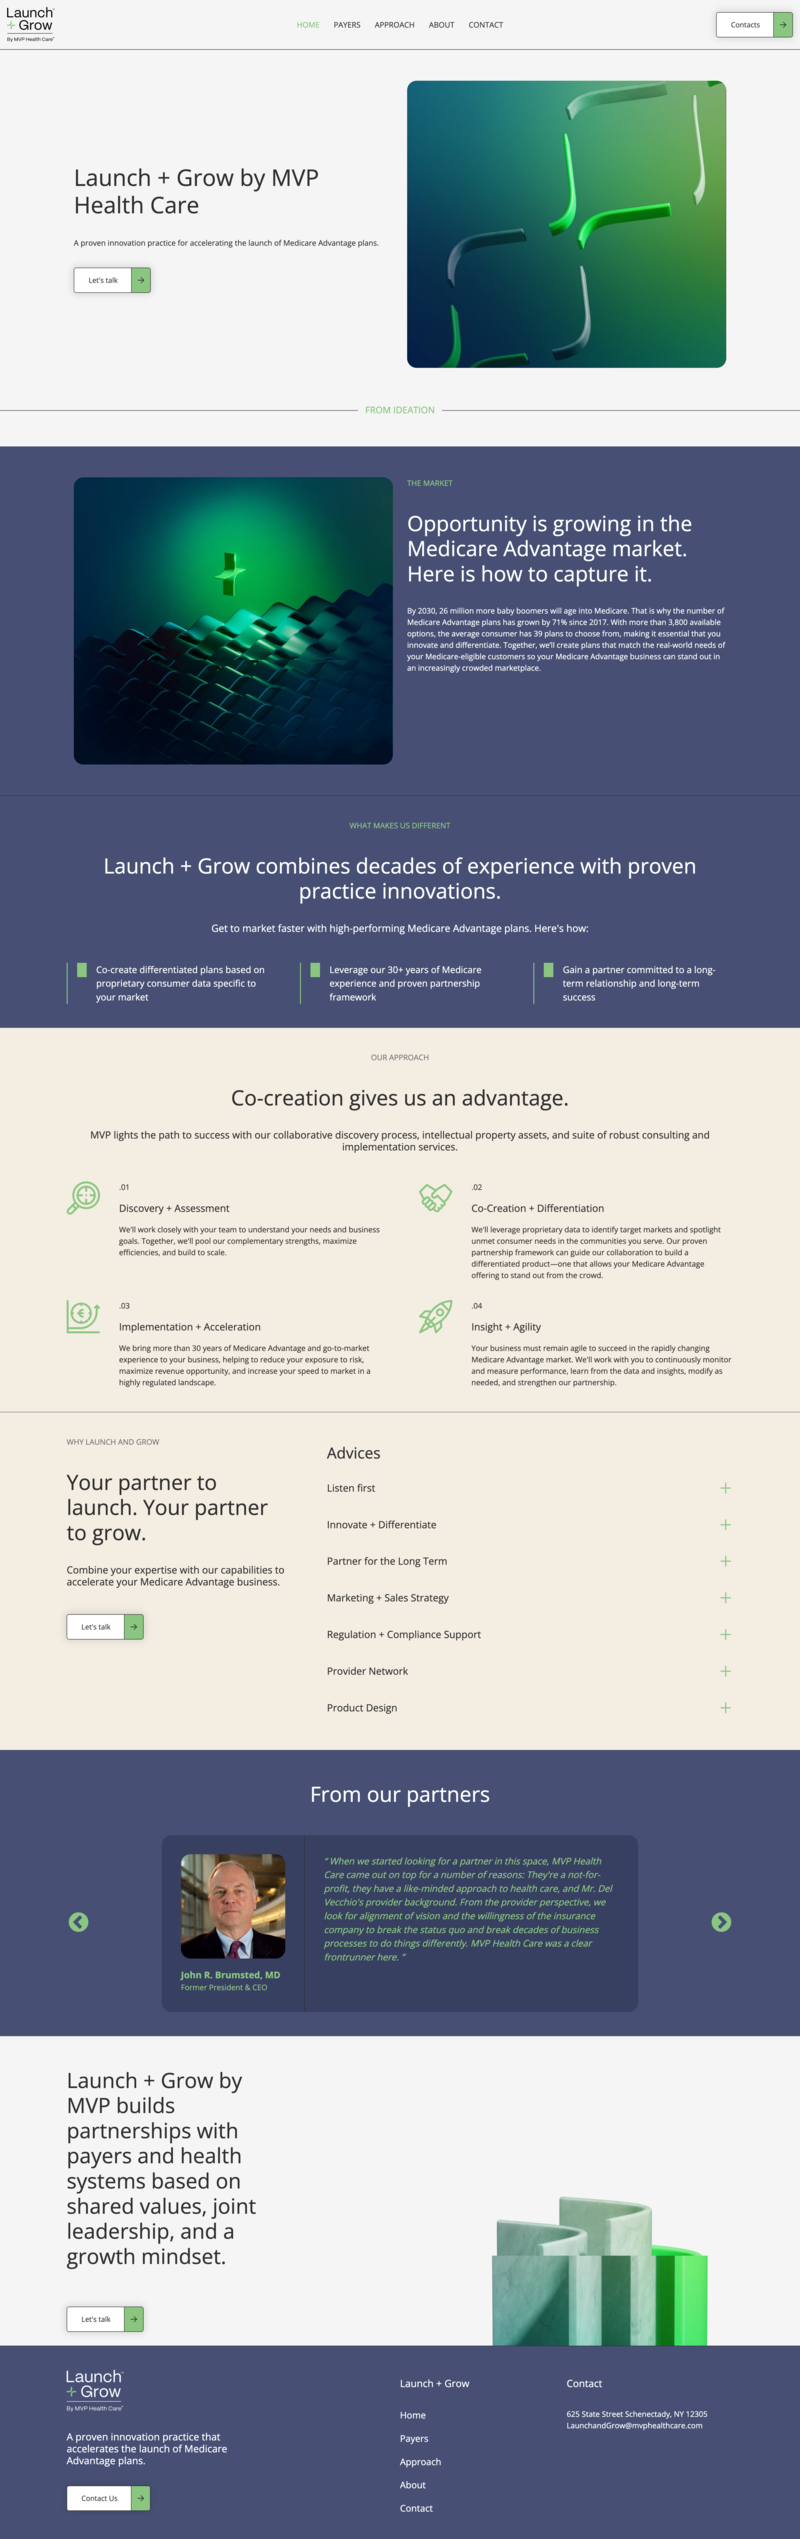 Launch
+ Grow
By MVP Health Care
HOME PAYERS APPROACH ABOUT CONTACT
Contacts
Launch + Grow by MVP
Health Care
A proven innovation practice for accelerating the launch of Medicare Advantage plans.
Let's talk
FROM IDEATION
THE MARKET
Opportunity is growing in the
Medicare Advantage market.
Here is how to capture it.
By 2030, 26 million more baby boomers will age into Medicare. That is why the number of
Medicare Advantage plans has grown by 71% since 2017. With more than 3,800 available
options, the average consumer has 39 plans to choose from, making it essential that you
innovate and differentiate. Together, we'll create plans that match the real-world needs of
your Medicare-eligible customers so your Medicare Advantage business can stand out in
an increasingly crowded marketplace.
WHAT MAKES US DIFFERENT
Launch + Grow combines decades of experience with proven
practice innovations.
Get to market faster with high-performing Medicare Advantage plans. Here's how:
Co-create differentiated plans based on
proprietary consumer data specific to
your market
Leverage our 30+ years of Medicare
experience and proven partnership
framework
Gain a partner committed to a long-
term relationship and long-term
success
OUR APPROACH
Co-creation gives us an advantage.
MVP lights the path to success with our collaborative discovery process, intellectual property assets, and suite of robust consulting and
implementation services.
.01
Discovery + Assessment
We'll work closely with your team to understand your needs and business
goals. Together, we'll pool our complementary strengths, maximize
efficiencies, and build to scale.
.02
Co-Creation + Differentiation
We'll leverage proprietary data to identify target markets and spotlight
unmet consumer needs in the communities you serve. Our proven
partnership framework can guide our collaboration to build a
differentiated product—one that allows your Medicare Advantage
offering to stand out from the crowd.
.03
Implementation + Acceleration
We bring more than 30 years of Medicare Advantage and go-to-market
experience to your business, helping to reduce your exposure to risk,
maximize revenue opportunity, and increase your speed to market in a
highly regulated landscape.
.04
Insight + Agility
Your business must remain agile to succeed in the rapidly changing
Medicare Advantage market. We'll work with you to continuously monitor
and measure performance, learn from the data and insights, modify as
needed, and strengthen our partnership.
WHY LAUNCH AND GROW
Your partner to
launch. Your partner
to grow.
Combine your expertise with our capabilities to
accelerate your Medicare Advantage business.
Let's talk
Advices
Listen first
Innovate + Differentiate
Partner for the Long Term
Marketing + Sales Strategy
Regulation + Compliance Support
Provider Network
Product Design
From our partners
John R. Brumsted, MD
Former President & CEO
" When we started looking for a partner in this space, MVP Health
Care came out on top for a number of reasons: They're a not-for-
profit, they have a like-minded approach to health care, and Mr. Del
Vecchio's provider background. From the provider perspective, we
look for alignment of vision and the willingness of the insurance
company to break the status quo and break decades of business
processes to do things differently. MVP Health Care was a clear
frontrunner here. "
Launch + Grow by
MVP builds
partnerships with
payers and health
systems based on
shared values, joint
leadership, and a
growth mindset.
Let's talk
Launch
+ Grow
By MVP Health Care
A proven innovation practice that
accelerates the launch of Medicare
Advantage plans.
Contact Us
Launch + Grow
Home
Payers
Approach
About
Contact
Contact
625 State Street Schenectady, NY 12305
LaunchandGrow@mvphealthcare.com